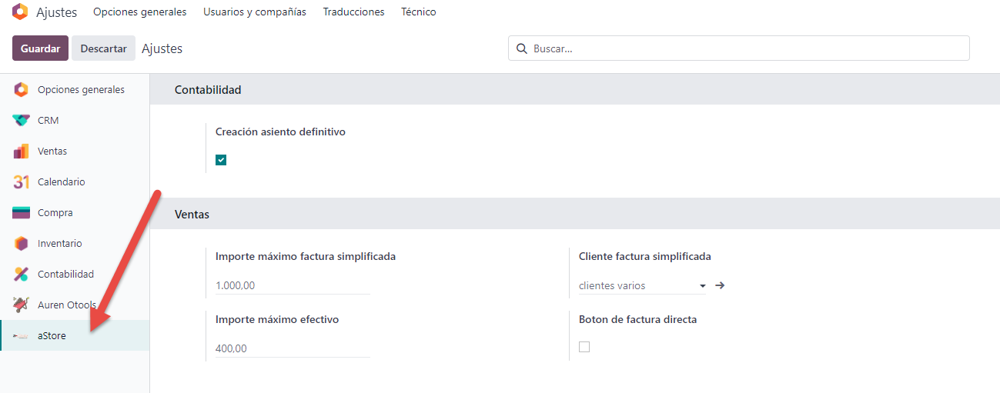 Ajustes Opciones generales Usuarios y compañías Traducciones Técnico
Guardar Descartar Ajustes Buscar...
Opciones generales
CRM
Ventas
31 Calendario
Compra
Inventario
Contabilidad
Auren Otools
aStore
Contabilidad
Creación asiento definitivo
Ventas
Importe máximo factura simplificada
1.000,00
Cliente factura simplificada
clientes varios
Importe máximo efectivo
400,00
Boton de factura directa